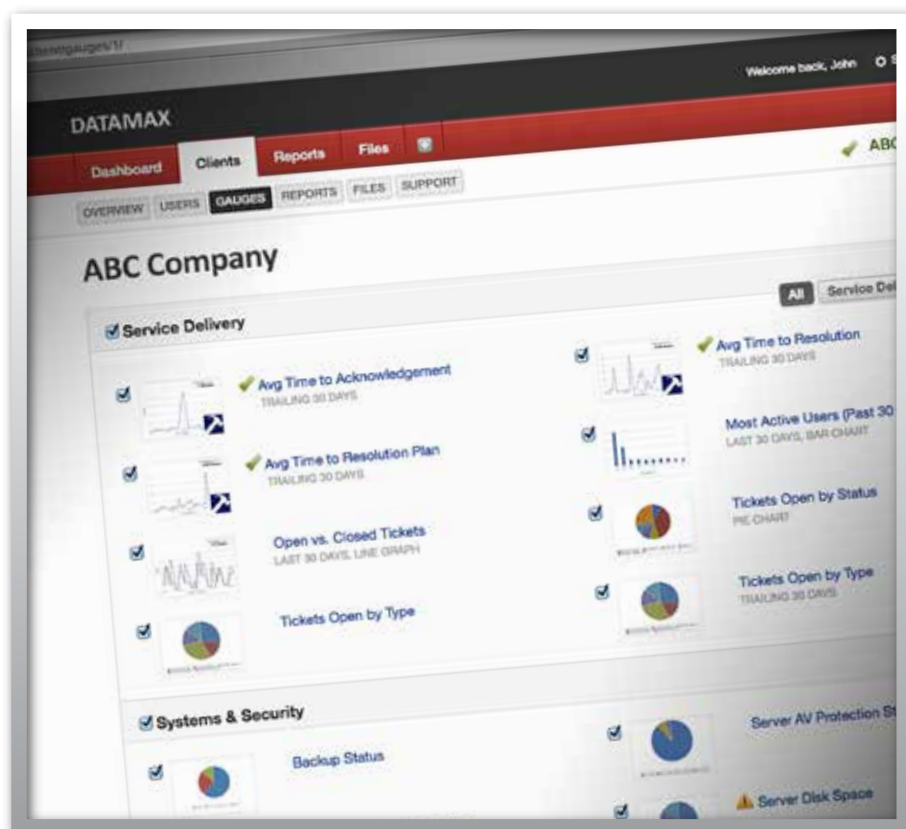 gauges/1/
Welcome back, John
DATAMAX
Dashboard Clients Reports Files
ABC
OVERVIEW USERS GAUGES REPORTS FILES SUPPORT
ABC Company
All Service Del
Service Delivery
Avg Time to Acknowledgement
TRAILING 30 DAYS
Avg Time to Resolution
TRAILING 30 DAYS
Avg Time to Resolution Plan
TRAILING 30 DAYS
Most Active Users (Past 30
LAST 30 DAYS, BAR CHART
Open vs. Closed Tickets
LAST 30 DAYS, LINE GRAPH
Tickets Open by Status
PIE CHART
Tickets Open by Type
Tickets Open by Type
TRAILING 30 DAYS
Systems & Security
Backup Status
Server AV Protection St
Server Disk Space